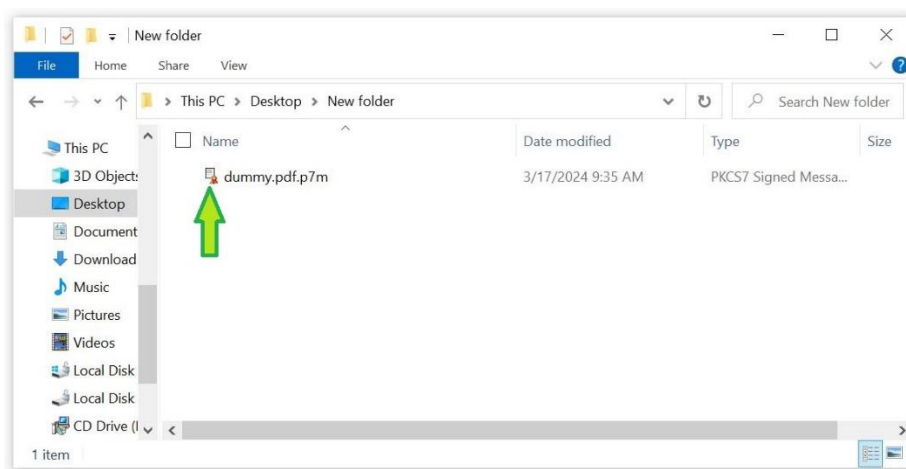 New folder
File Home Share View
This PC > Desktop > New folder
Search New folder
Name Date modified Type Size
This PC
3D Object
Desktop
Document
Download
Music
Pictures
Videos
Local Disk
Local Disk
CD Drive (
dummy.pdf.p7m 3/17/2024 9:35 AM PKCS7 Signed Messa...
1 item